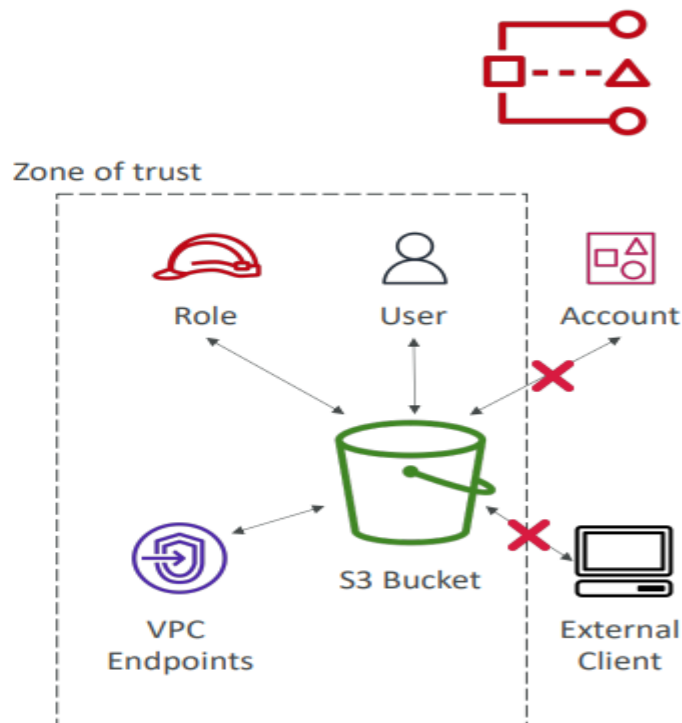 Zone of trust
Role
User
Account
S3 Bucket
VPC
Endpoints
External
Client